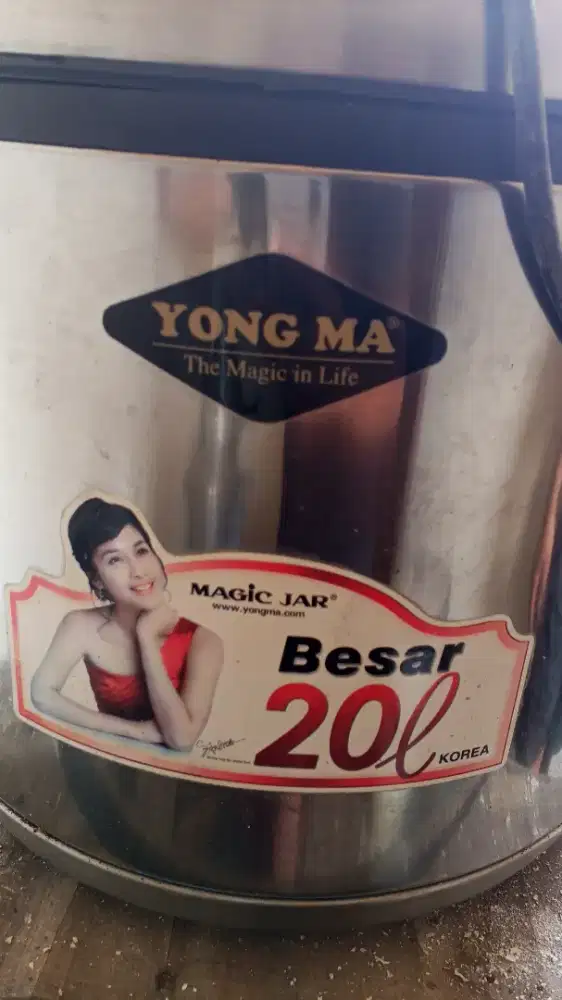 YONG MA®
The Magic in Life
MAGIC JAR®
www.yongma.com
Besar
20l
KOREA